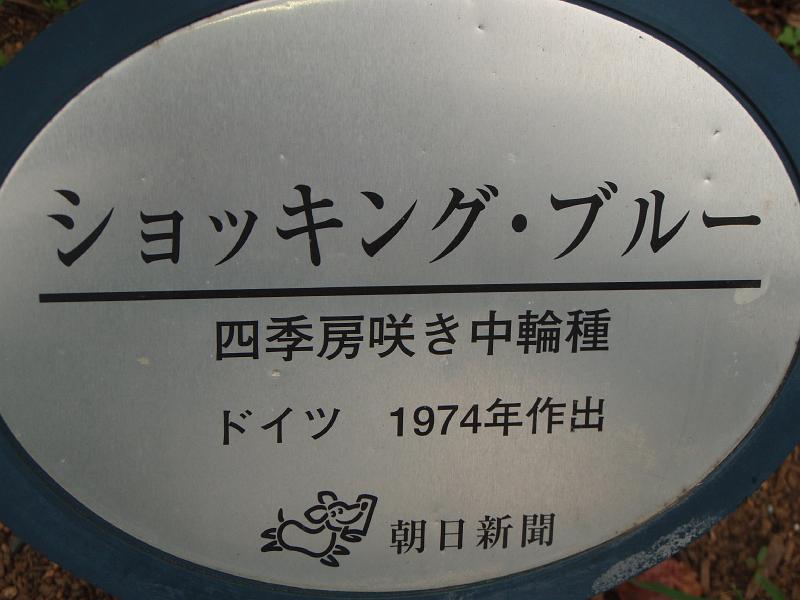 ショッキング・ブルー
四季房咲き中輪種
ドイツ　1974年作出
朝日新聞